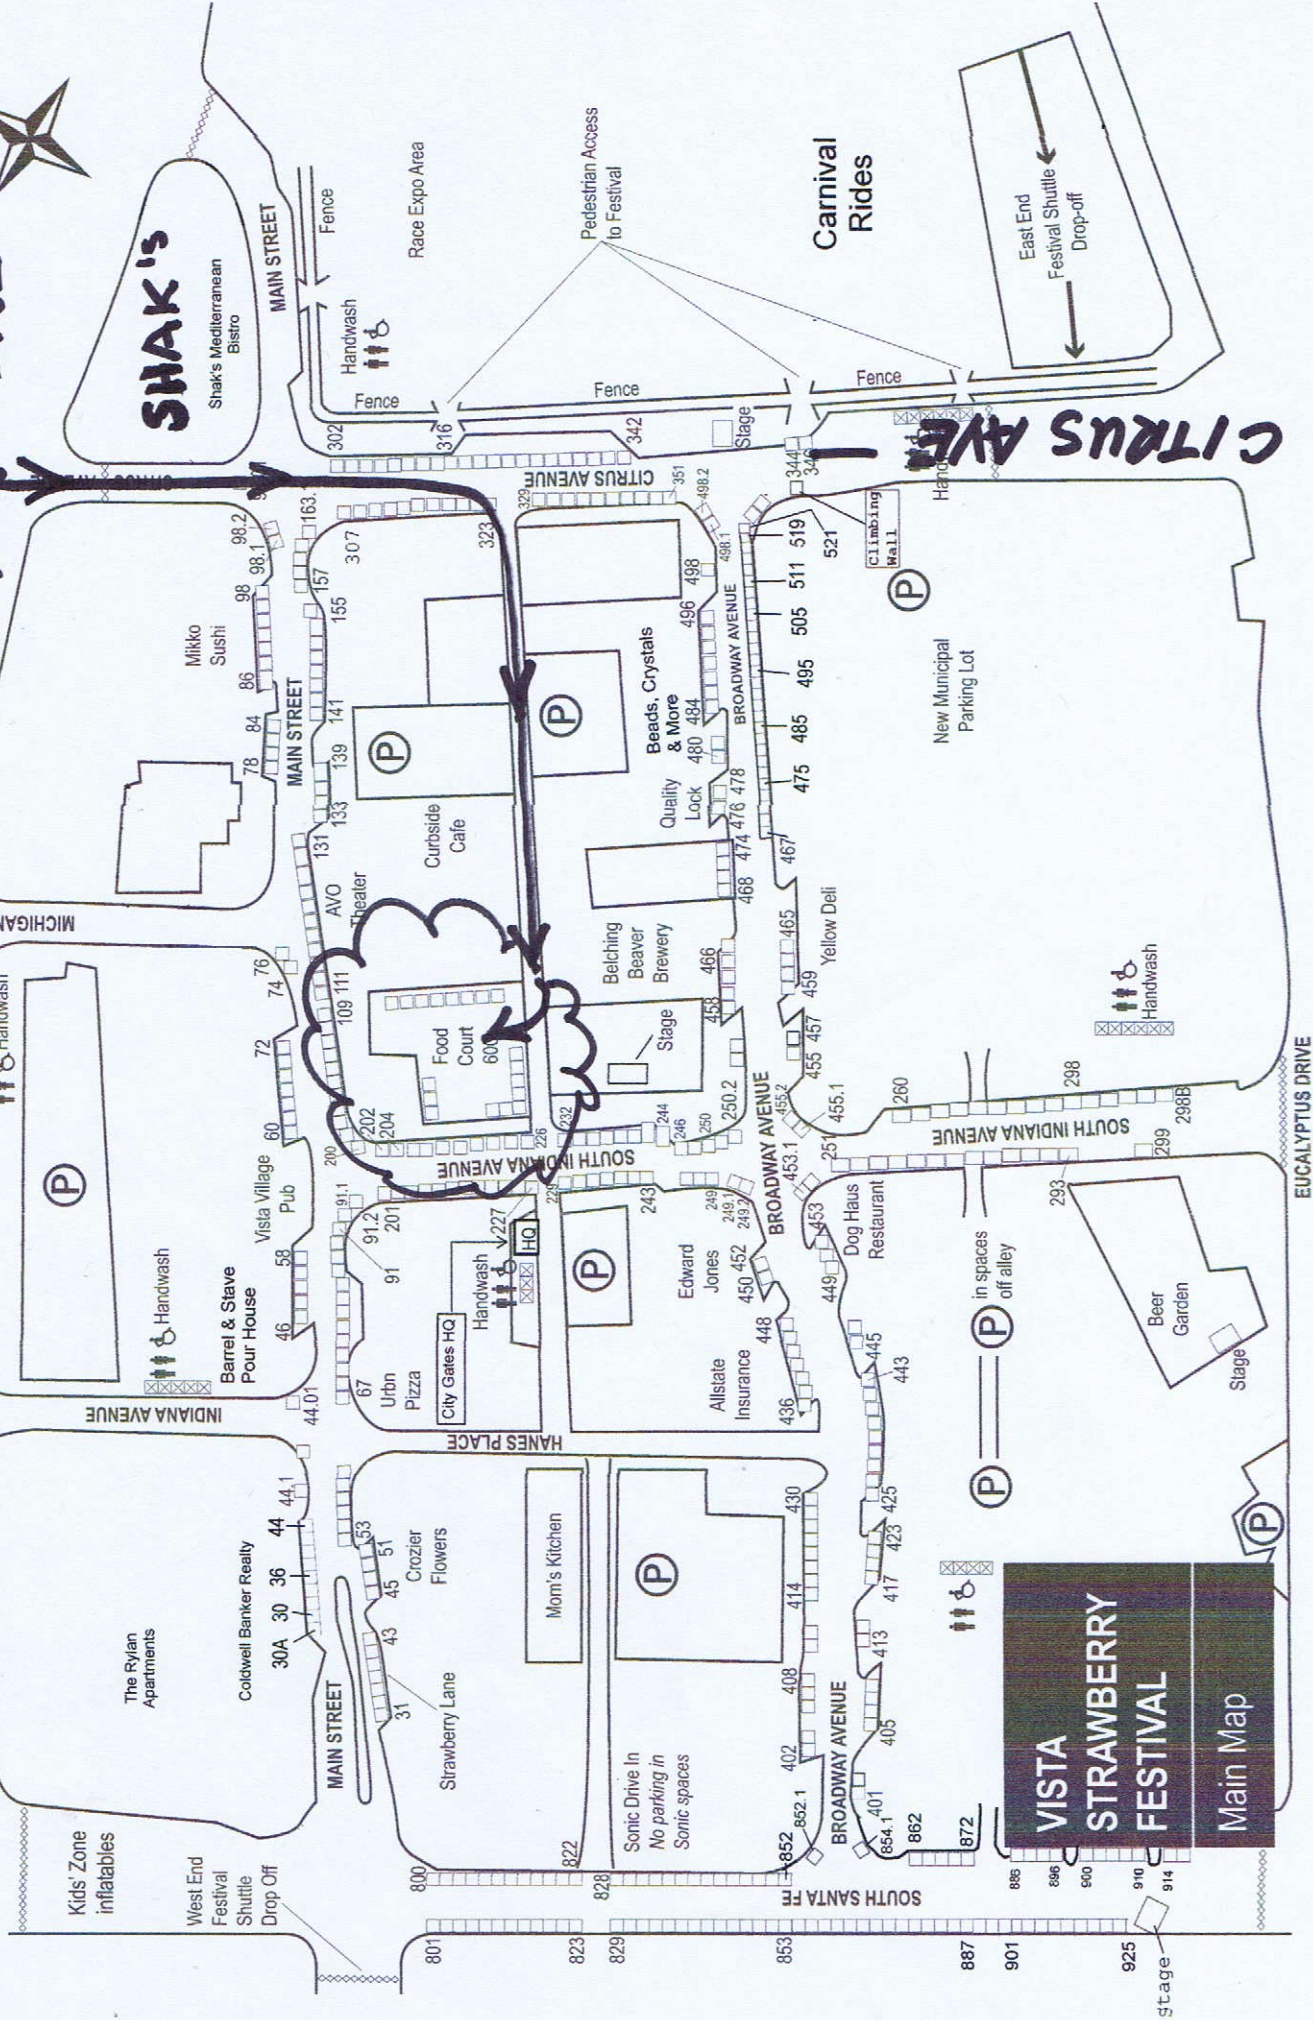 SHAK'S
Shak's Mediterranean
Bistro
MAIN STREET
Fence
Race Expo Area
Handwash
Fence
Pedestrian Access
to Festival
Fence
Carnival
Rides
Fence
East End
Festival Shuttle
Drop-off
CITRUS AVE
302
316
342
Stage
344
346
CITRUS AVENUE
329
351
498.2
498.1
519
521
Climbing
Wall
98.2
98.1
163
307
323
98
157
155
498
496
511
505
495
485
475
467
BROADWAY AVENUE
Mikko
Sushi
86
84
78
MAIN STREET
141
139
133
131
P
P
P
New Municipal
Parking Lot
Beads, Crystals
& More
484
480
Quality
Lock
478
476
474
468
Curbside
Cafe
AVO
Theater
MICHIGAN
76
74
72
60
111
109
Food
Court
600
Belching
Beaver
Brewery
466
458
Stage
465
459
Yellow Deli
457
455
455.2
455.1
Handwash
Handwash
200
202
204
226
232
244
246
250
250.2
260
298
298B
251
SOUTH INDIANA AVENUE
SOUTH INDIANA AVENUE
299
293
EUCALYPTUS DRIVE
BROADWAY AVENUE
453.1
453
449
Dog Haus
Restaurant
P
Vista Village
Pub
58
46
91.1
91.2
91
201
227
229
243
249
249.1
249.2
HQ
City Gates HQ
Handwash
P
Edward
Jones
452
450
448
436
Allstate
Insurance
445
443
P in spaces
off alley
P
Beer
Garden
Stage
P
Handwash
Barrel & Stave
Pour House
INDIANA AVENUE
44.01
67
Urbn
Pizza
HANES PLACE
44.1
44
36
30
30A
Coldwell Banker Realty
The Rylan
Apartments
53
51
45
43
31
Crozier
Flowers
Strawberry Lane
MAIN STREET
Mom's Kitchen
P
430
414
408
402
425
423
417
413
405
401
BROADWAY AVENUE
Sonic Drive In
No parking in
Sonic spaces
852.1
852
854.1
862
872
886
896
900
910
914
Kids' Zone
inflatables
West End
Festival
Shuttle
Drop Off
800
822
828
SOUTH SANTA FE
801
823
829
853
887
901
925
stage
VISTA
STRAWBERRY
FESTIVAL
Main Map